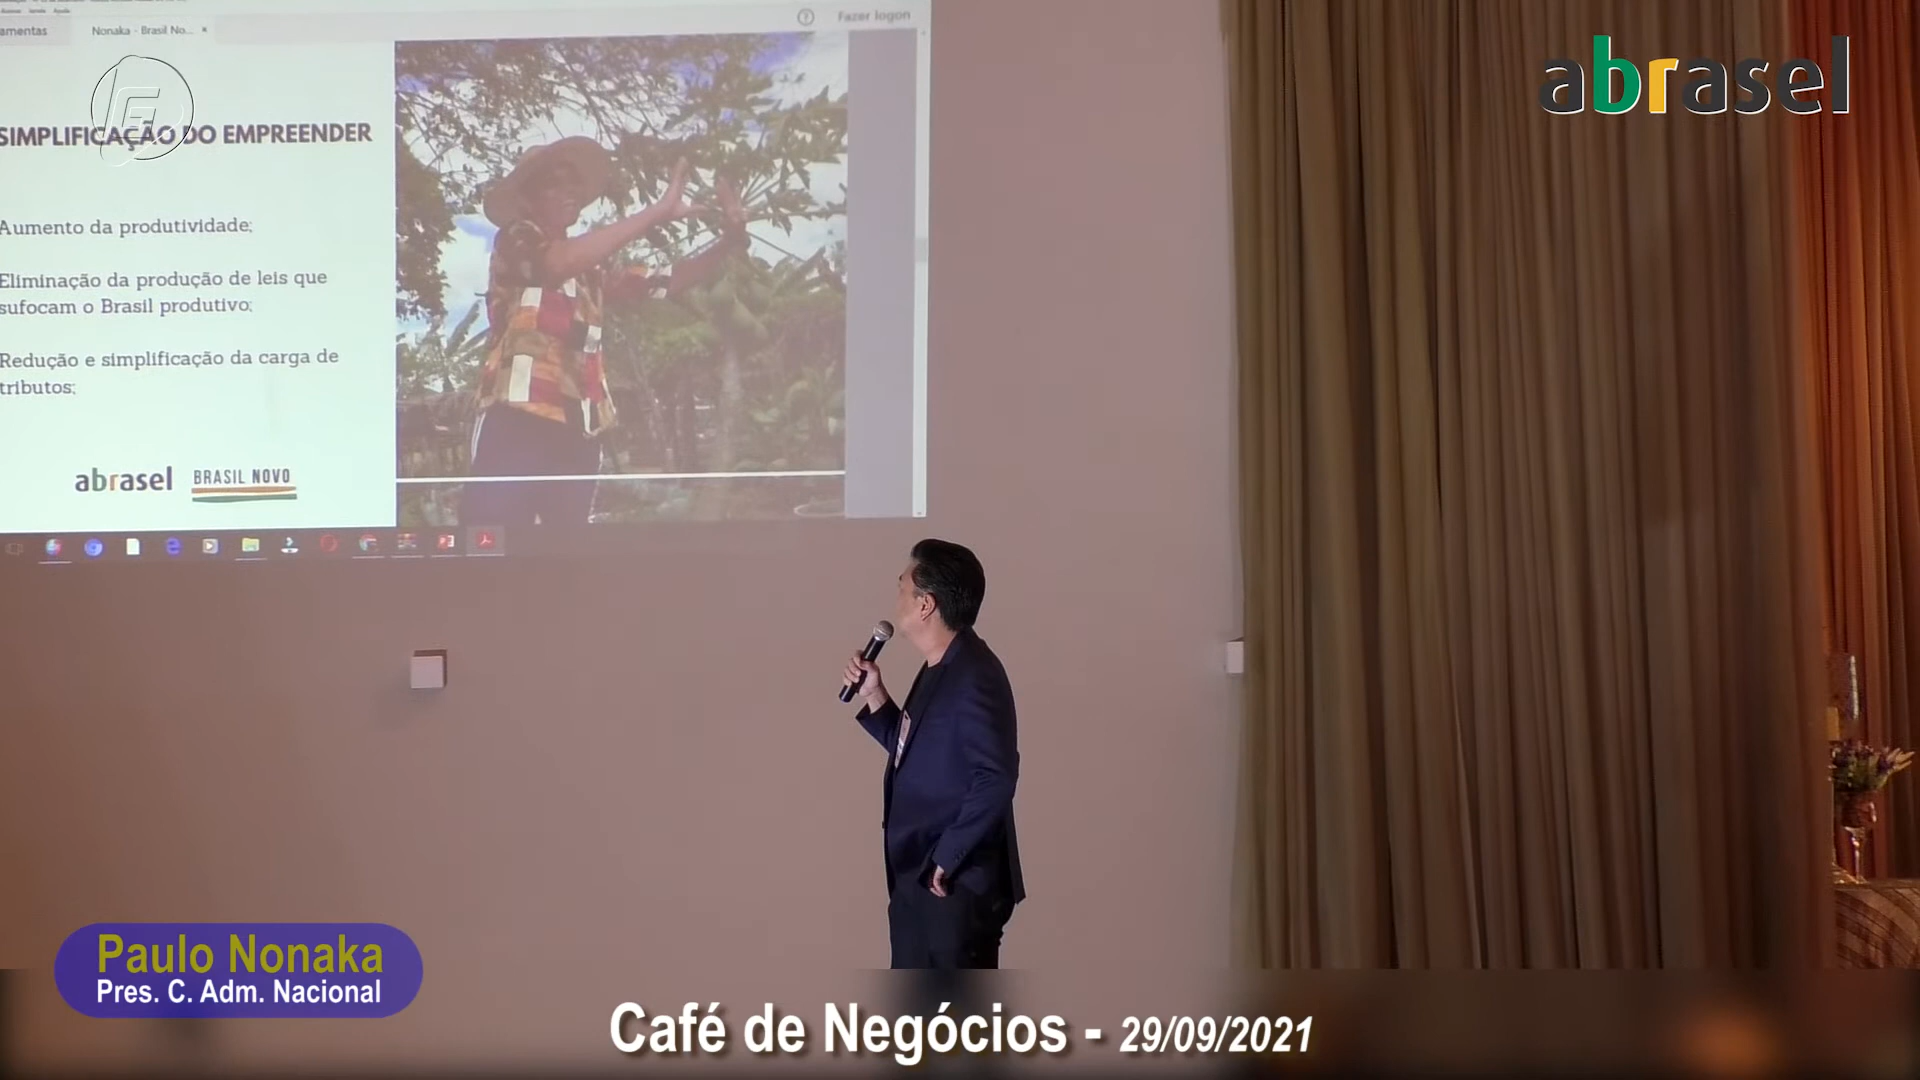 amentas
Nonaka - Brasil No...
Fazer logon
abrasel
SIMPLIFICAÇÃO DO EMPREENDER
Aumento da produtividade;
Eliminação da produção de leis que
sufocam o Brasil produtivo;
Redução e simplificação da carga de
tributos;
abrasel
BRASIL NOVO
Paulo Nonaka
Pres. C. Adm. Nacional
Café de Negócios - 29/09/2021